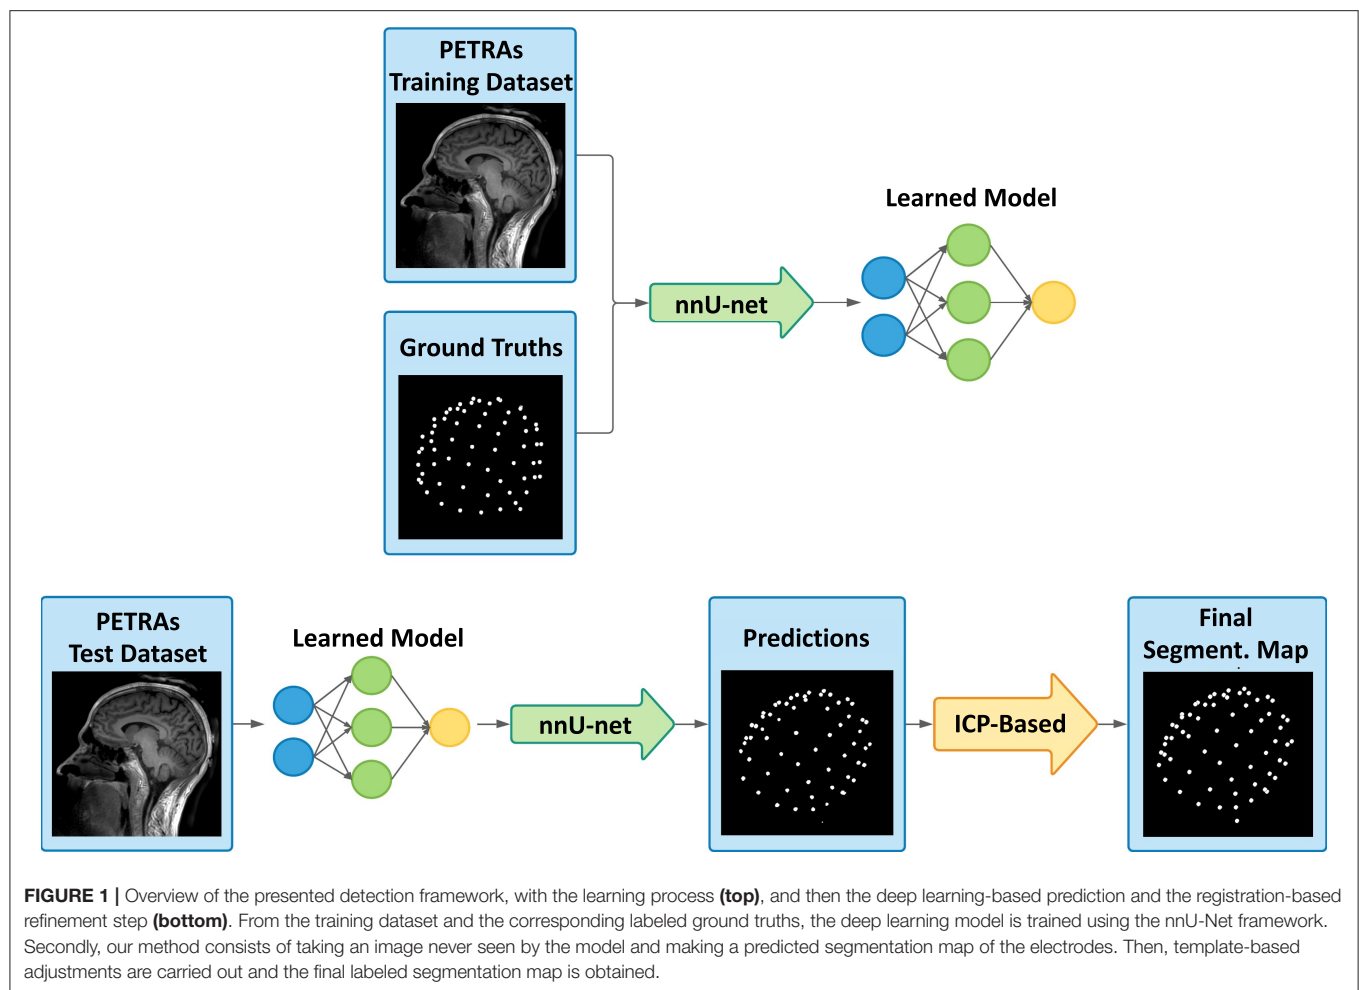 PETRAs
Training Dataset
Learned Model
nnU-net
Ground Truths
PETRAs
Test Dataset
Learned Model
nnU-net
Predictions
ICP-Based
Final
Segment. Map
FIGURE 1 | Overview of the presented detection framework, with the learning process (top), and then the deep learning-based prediction and the registration-based
refinement step (bottom). From the training dataset and the corresponding labeled ground truths, the deep learning model is trained using the nnU-Net framework.
Secondly, our method consists of taking an image never seen by the model and making a predicted segmentation map of the electrodes. Then, template-based
adjustments are carried out and the final labeled segmentation map is obtained.